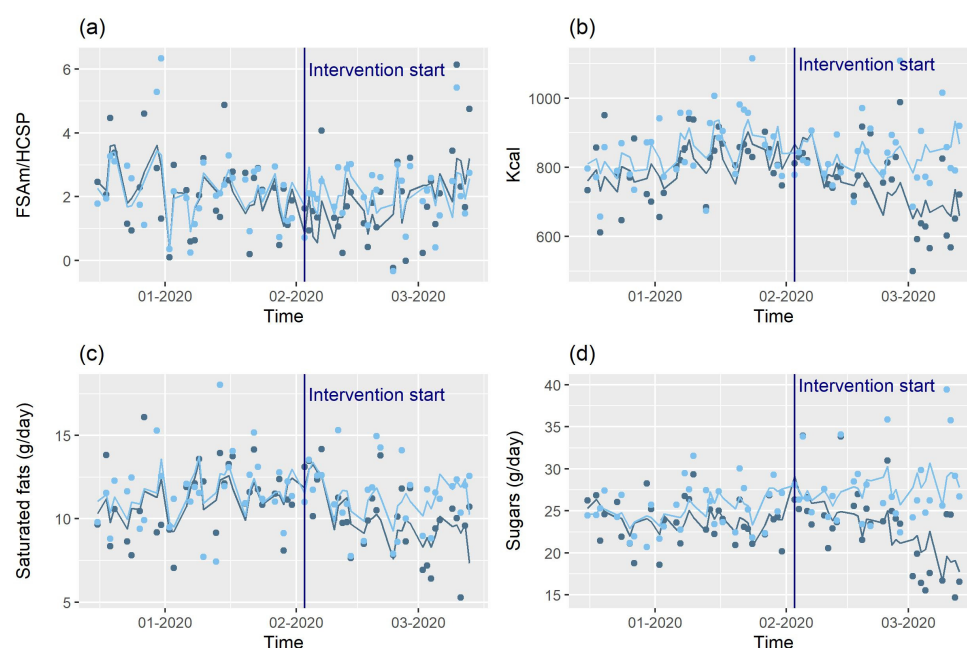 (a)
FSAm/HCSP
6
4
2
0
Intervention start
01-2020 02-2020 03-2020
Time
(b)
Kcal
1000
800
600
Intervention start
01-2020 02-2020 03-2020
Time
(c)
Saturated fats (g/day)
15
10
5
Intervention start
01-2020 02-2020 03-2020
Time
(d)
Sugars (g/day)
40
35
30
25
20
15
Intervention start
01-2020 02-2020 03-2020
Time